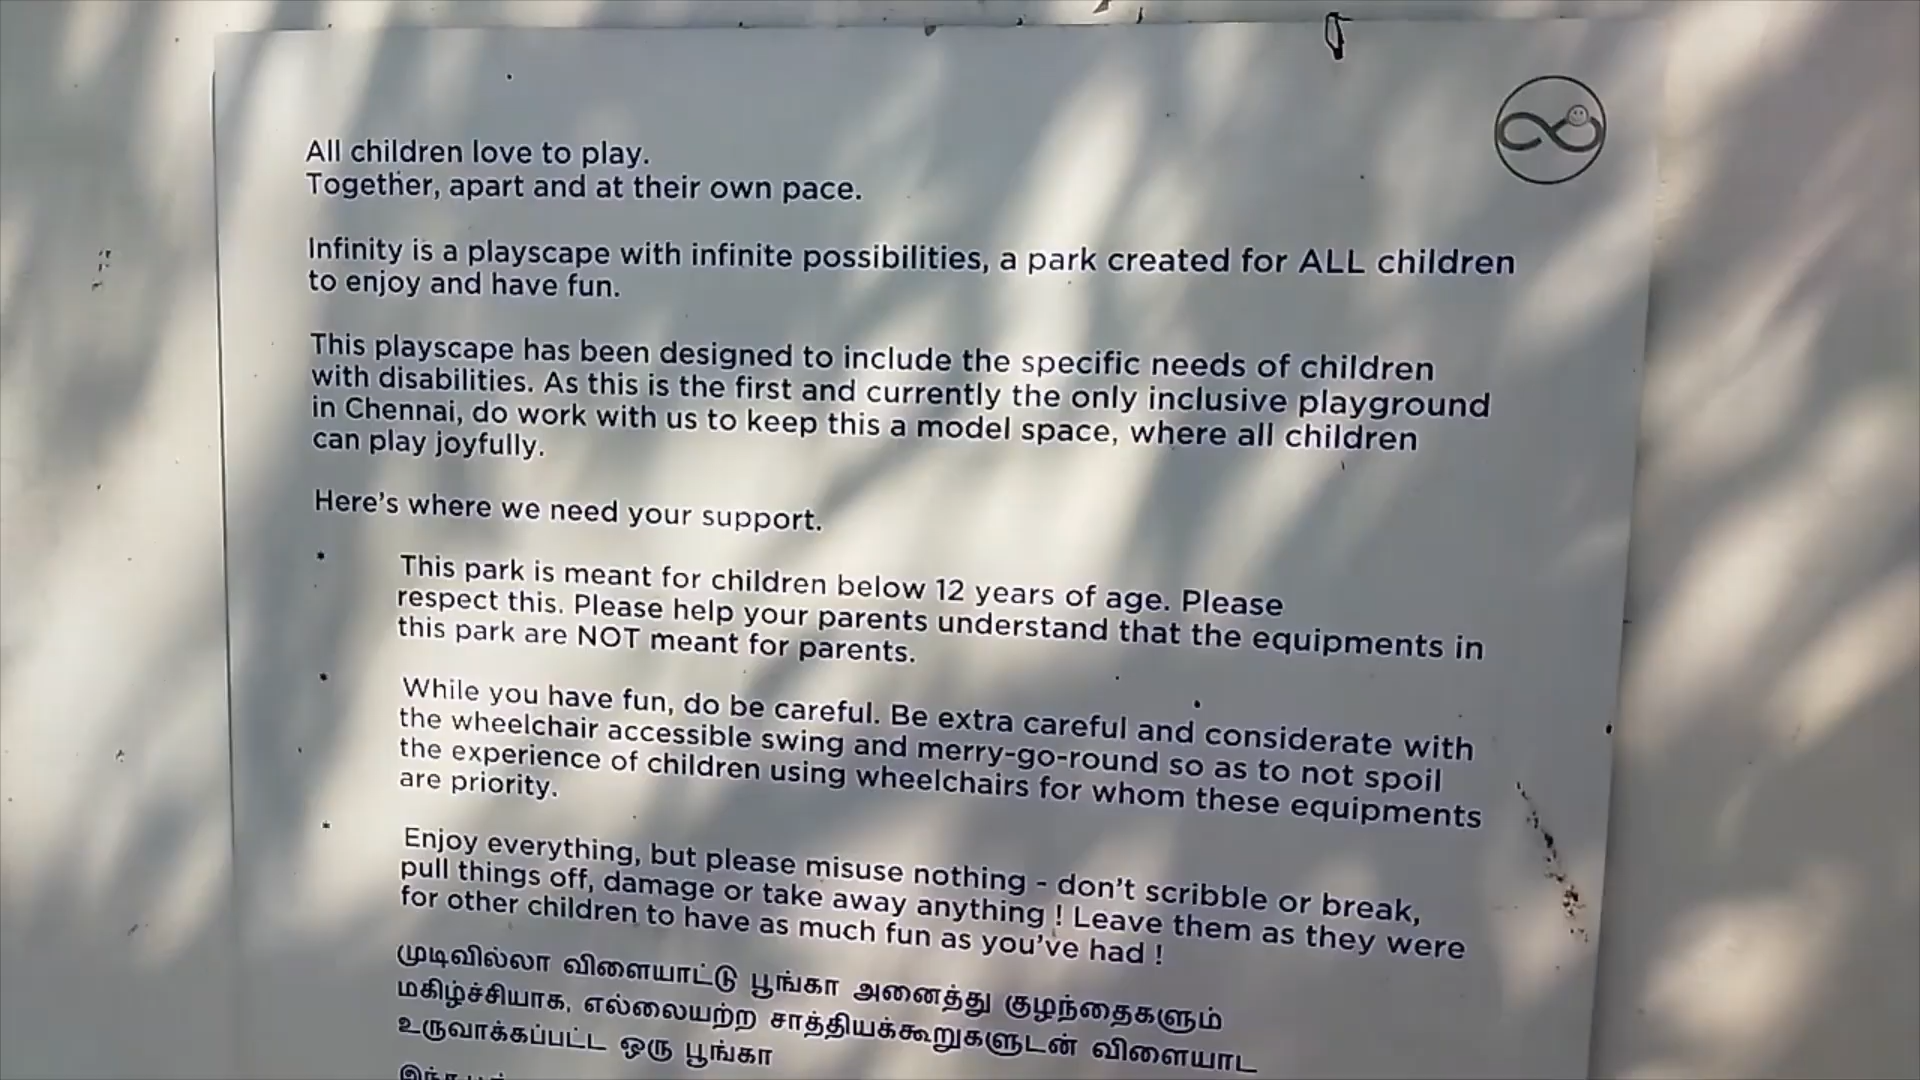 All children love to play.
Together, apart and at their own pace.
Infinity is a playscape with infinite possibilities, a park created for ALL children
to enjoy and have fun.
This playscape has been designed to include the specific needs of children
with disabilities. As this is the first and currently the only inclusive playground
in Chennai, do work with us to keep this a model space, where all children
can play joyfully.
Here's where we need your support.
• This park is meant for children below 12 years of age. Please
respect this. Please help your parents understand that the equipments in
this park are NOT meant for parents.
• While you have fun, do be careful. Be extra careful and considerate with
the wheelchair accessible swing and merry-go-round so as to not spoil
the experience of children using wheelchairs for whom these equipments
are priority.
• Enjoy everything, but please misuse nothing - don't scribble or break,
pull things off, damage or take away anything ! Leave them as they were
for other children to have as much fun as you've had !
முடிவில்லா விளையாட்டு பூங்கா அனைத்து குழந்தைகளும்
மகிழ்ச்சியாக, எல்லையற்ற சாத்தியக்கூறுகளுடன் விளையாட
உருவாக்கப்பட்ட ஒரு பூங்கா